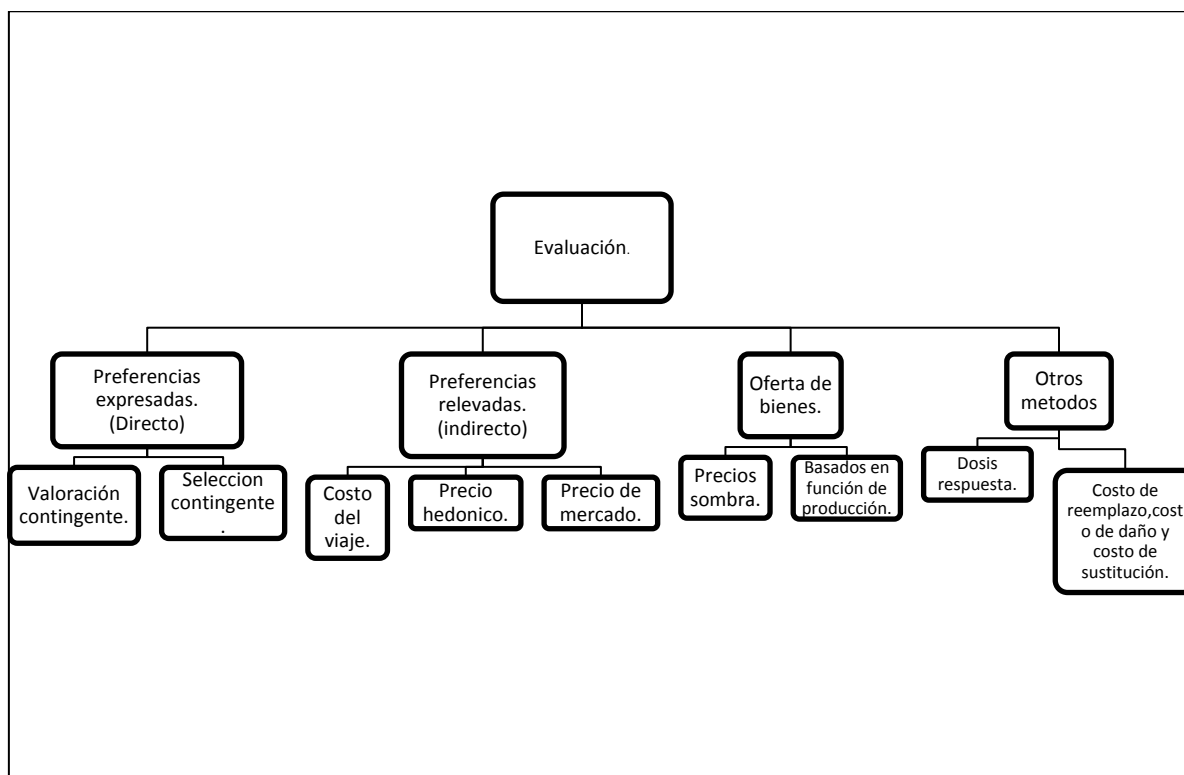 Evaluación.
Preferencias
expresadas.
(Directo)
Preferencias
relevadas.
(indirecto)
Oferta de
bienes.
Otros
metodos
Valoración
contingente.
Seleccion
contingente
.
Costo
del
viaje.
Precio
hedonico.
Precio de
mercado.
Precios
sombra.
Basados en
función de
producción.
Dosis
respuesta.
Costo de
reemplazo,cost
o de daño y
costo de
sustitución.